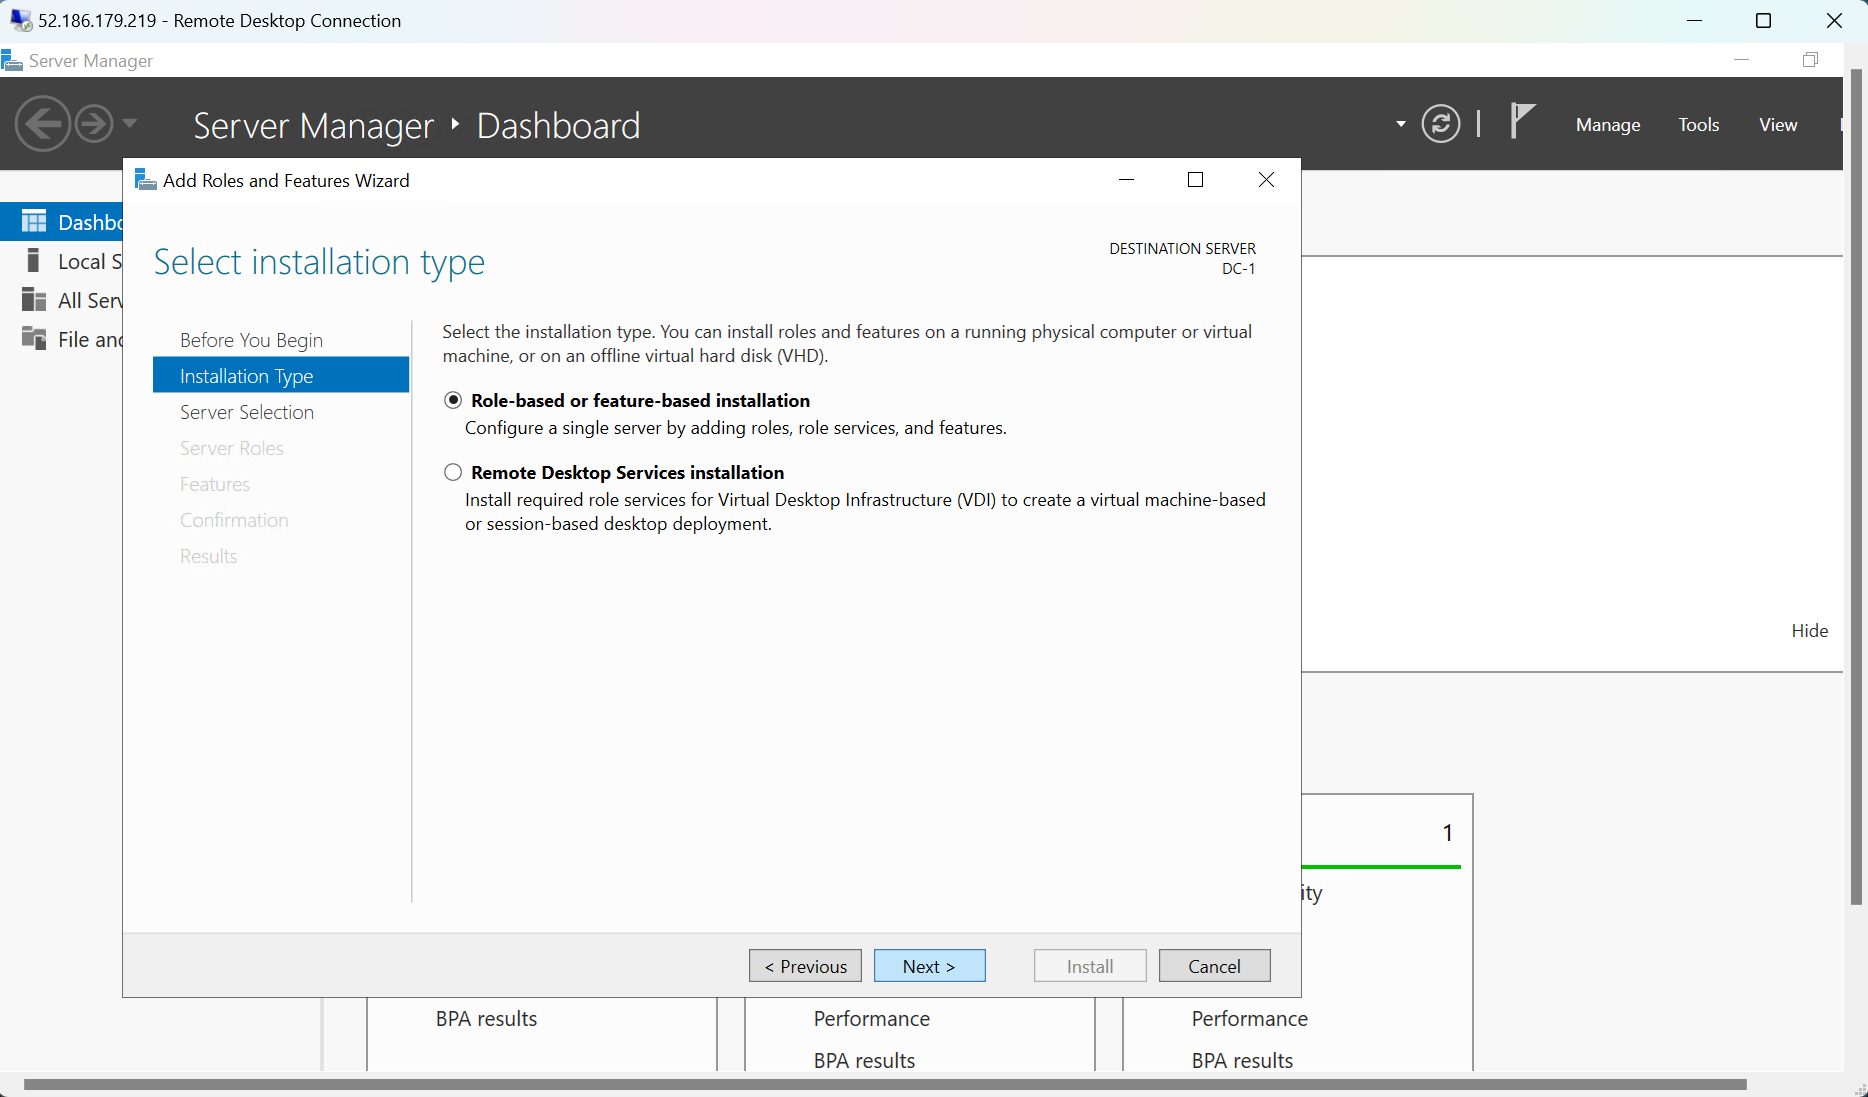 52.186.179.219 - Remote Desktop Connection
Server Manager
Server Manager Dashboard
Manage Tools View
Add Roles and Features Wizard
Dashbo
Local S
All Serv
File and
Select installation type
DESTINATION SERVER
DC-1
Before You Begin
Installation Type
Server Selection
Server Roles
Features
Confirmation
Results
Select the installation type. You can install roles and features on a running physical computer or virtual
machine, or on an offline virtual hard disk (VHD).
Role-based or feature-based installation
Configure a single server by adding roles, role services, and features.
Remote Desktop Services installation
Install required role services for Virtual Desktop Infrastructure (VDI) to create a virtual machine-based
or session-based desktop deployment.
Hide
1
ity
< Previous
Next >
Install
Cancel
BPA results
Performance
BPA results
Performance
BPA results